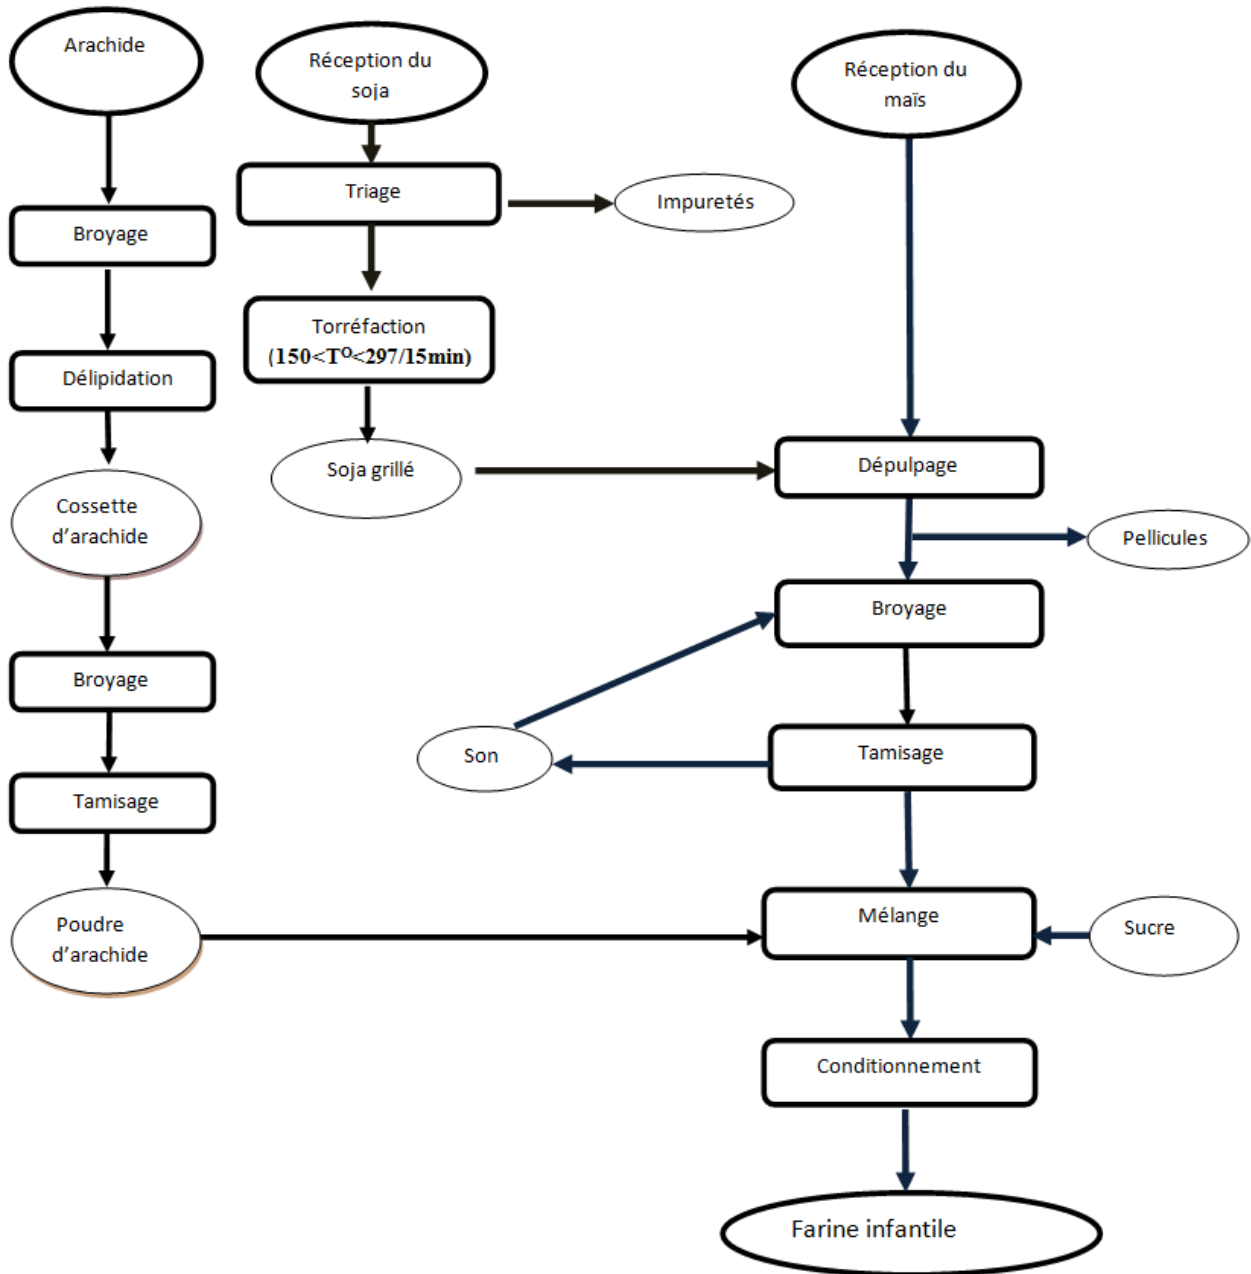 Arachide
Réception du
soja
Réception du
maïs
Triage
Impuretés
Broyage
Torréfaction
(150<T°<297/15min)
Délipidation
Soja grillé
Dépulpage
Cossette
d’arachide
Pellicules
Broyage
Broyage
Son
Tamisage
Tamisage
Poudre
d’arachide
Mélange
Sucre
Conditionnement
Farine infantile